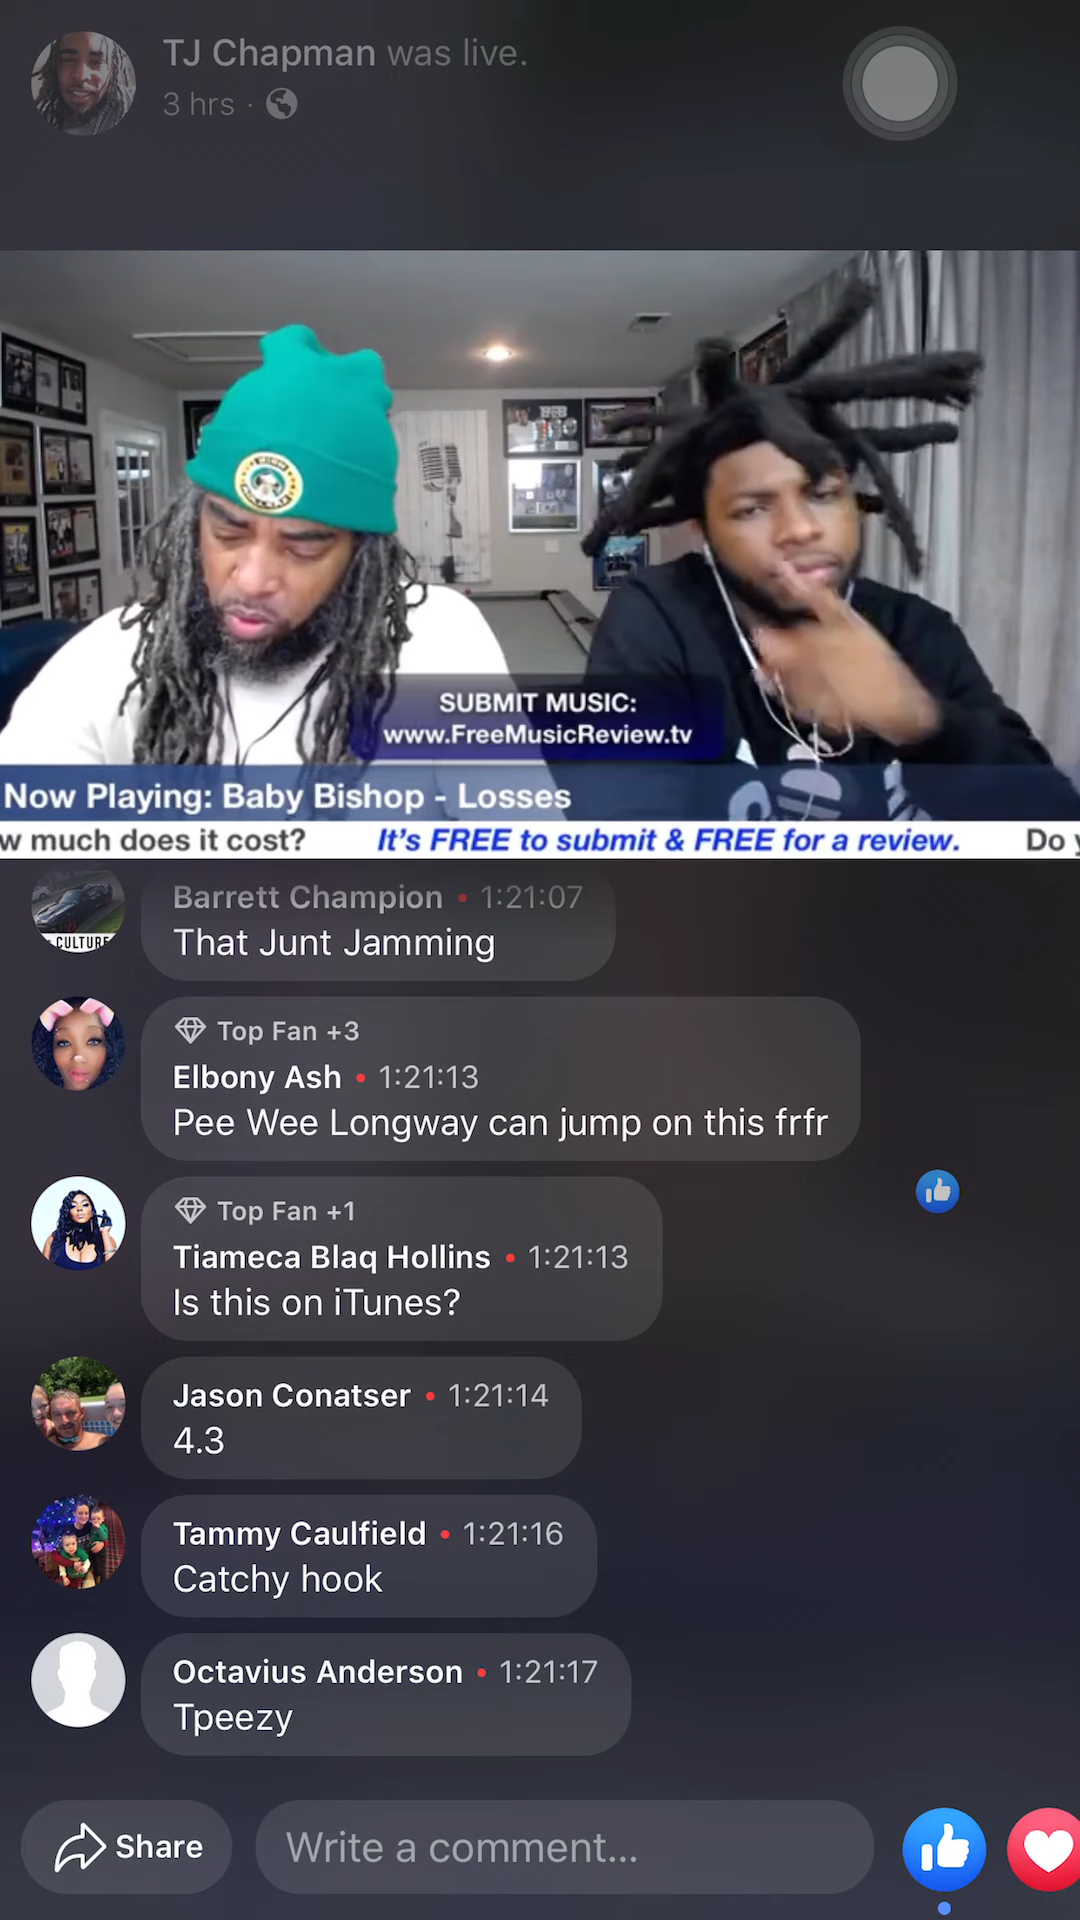 TJ Chapman was live.
3 hrs ·
SUBMIT MUSIC:
www.FreeMusicReview.tv
Now Playing: Baby Bishop - Losses
w much does it cost? It's FREE to submit & FREE for a review. Do
CULTURE
Barrett Champion • 1:21:07
That Junt Jamming
Top Fan +3
Elbony Ash • 1:21:13
Pee Wee Longway can jump on this frfr
Top Fan +1
Tiameca Blaq Hollins • 1:21:13
Is this on iTunes?
Jason Conatser • 1:21:14
4.3
Tammy Caulfield • 1:21:16
Catchy hook
Octavius Anderson • 1:21:17
Tpeezy
Share
Write a comment...